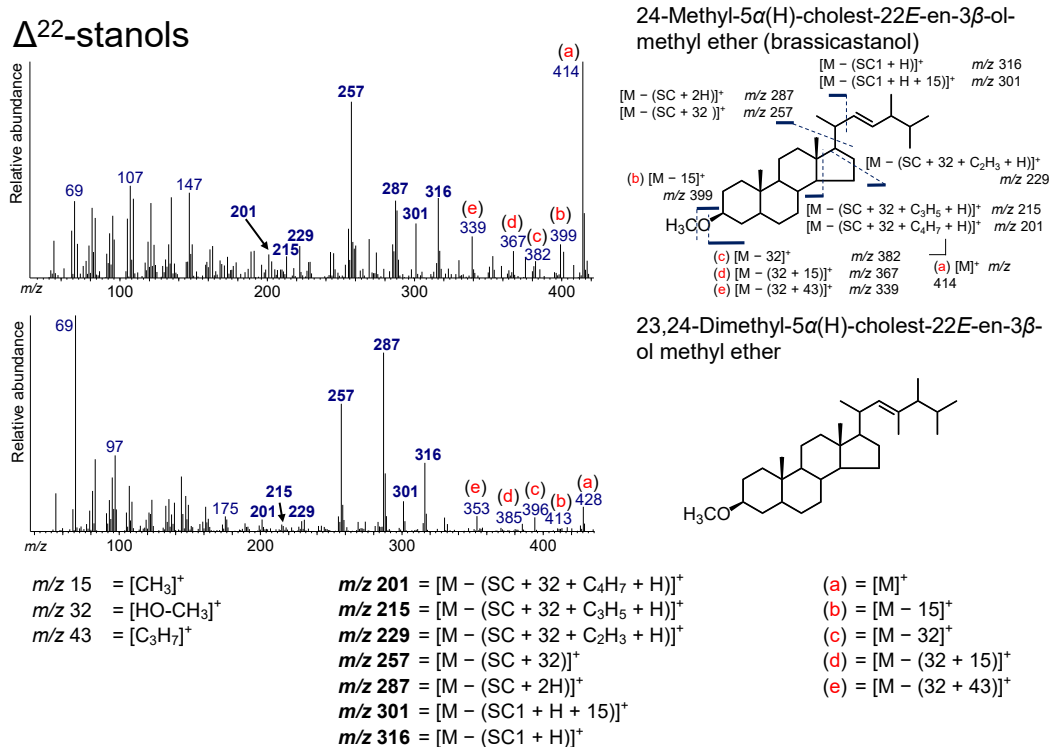 Δ22-stanols
24-Methyl-5α(H)-cholest-22E-en-3β-ol-
methyl ether (brassicastanol)
Relative abundance
69
107
147
201
215
229
257
287
301
316
(e)
339
(d)
367
(c)
382
(b)
399
(a)
414
m/z
100
200
300
400
[M − (SC1 + H)]+ m/z 316
[M − (SC1 + H + 15)]+ m/z 301
[M − (SC + 2H)]+ m/z 287
[M − (SC + 32 )]+ m/z 257
[M − (SC + 32 + C2H3 + H)]+
m/z 229
(b) [M − 15]+
m/z 399
[M − (SC + 32 + C3H5 + H)]+ m/z 215
[M − (SC + 32 + C4H7 + H)]+ m/z 201
H3CO
(c) [M − 32]+ m/z 382
(d) [M − (32 + 15)]+ m/z 367
(e) [M − (32 + 43)]+ m/z 339
(a) [M]+ m/z
414
23,24-Dimethyl-5α(H)-cholest-22E-en-3β-
ol methyl ether
Relative abundance
69
97
175
201
215
229
257
287
301
316
(e)
353
(d)
385
(c)
396
(b)
413
(a)
428
m/z
100
200
300
400
H3CO
m/z 15 = [CH3]+
m/z 32 = [HO-CH3]+
m/z 43 = [C3H7]+
m/z 201 = [M − (SC + 32 + C4H7 + H)]+
m/z 215 = [M − (SC + 32 + C3H5 + H)]+
m/z 229 = [M − (SC + 32 + C2H3 + H)]+
m/z 257 = [M − (SC + 32)]+
m/z 287 = [M − (SC + 2H)]+
m/z 301 = [M − (SC1 + H + 15)]+
m/z 316 = [M − (SC1 + H)]+
(a) = [M]+
(b) = [M − 15]+
(c) = [M − 32]+
(d) = [M − (32 + 15)]+
(e) = [M − (32 + 43)]+